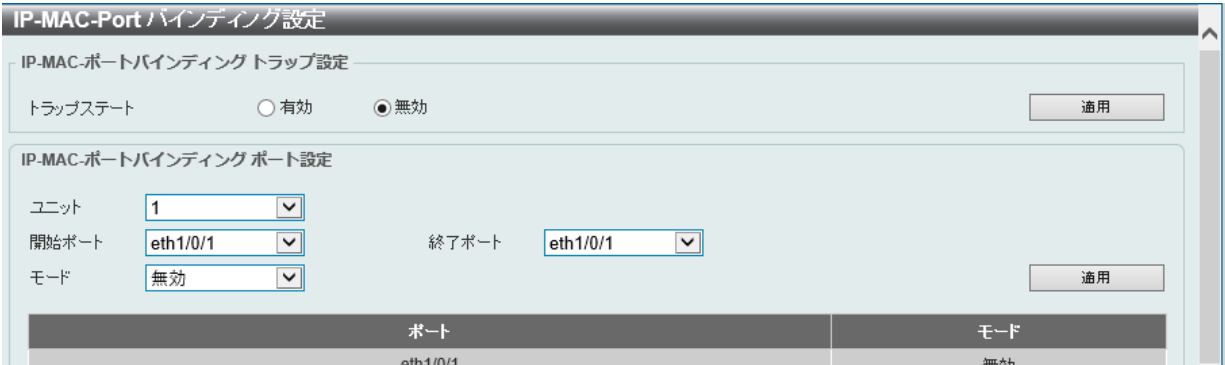 IP-MAC-Port バインディング設定
IP-MAC-ポートバインディング トラップ設定
トラップステート 有効 無効 適用
IP-MAC-ポートバインディング ポート設定
ユニット 1
開始ポート eth1/0/1 終了ポート eth1/0/1
モード 無効 適用
ポート モード
eth1/0/1 無効